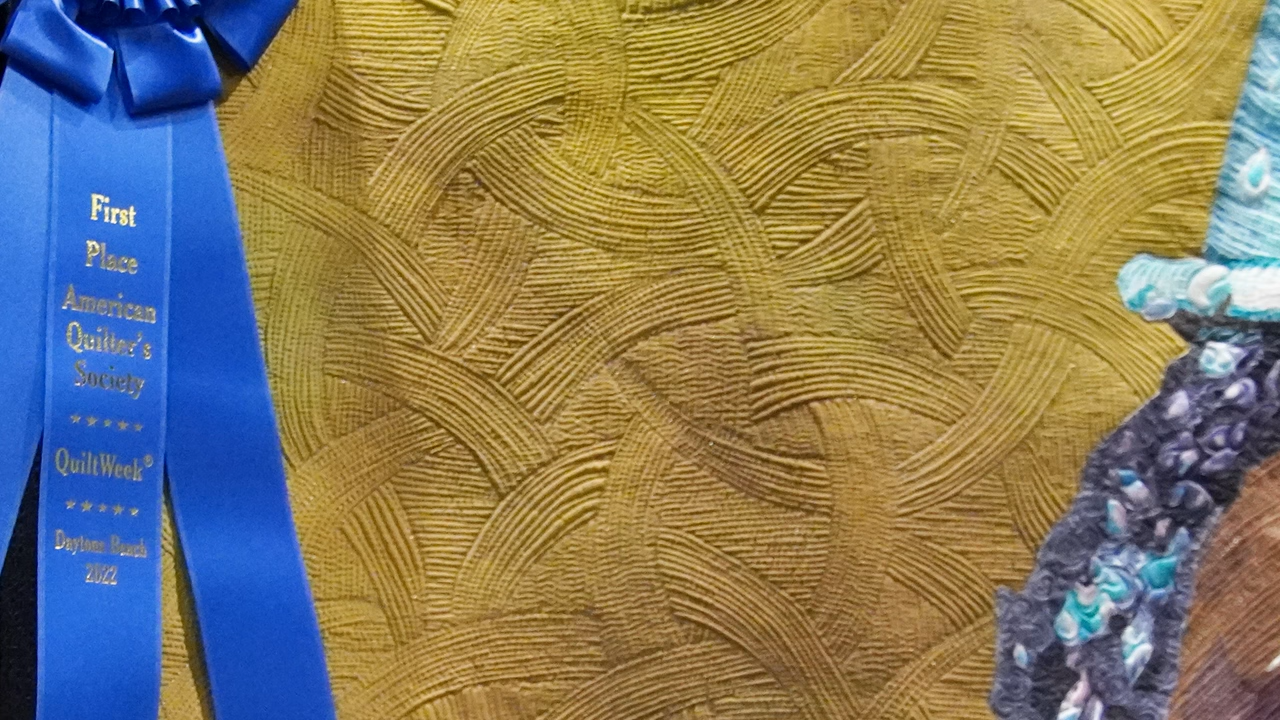 First
Place
American
Quilter's
Society
★★★★★
QuiltWeek®
★★★★★
Daytona Beach
2022